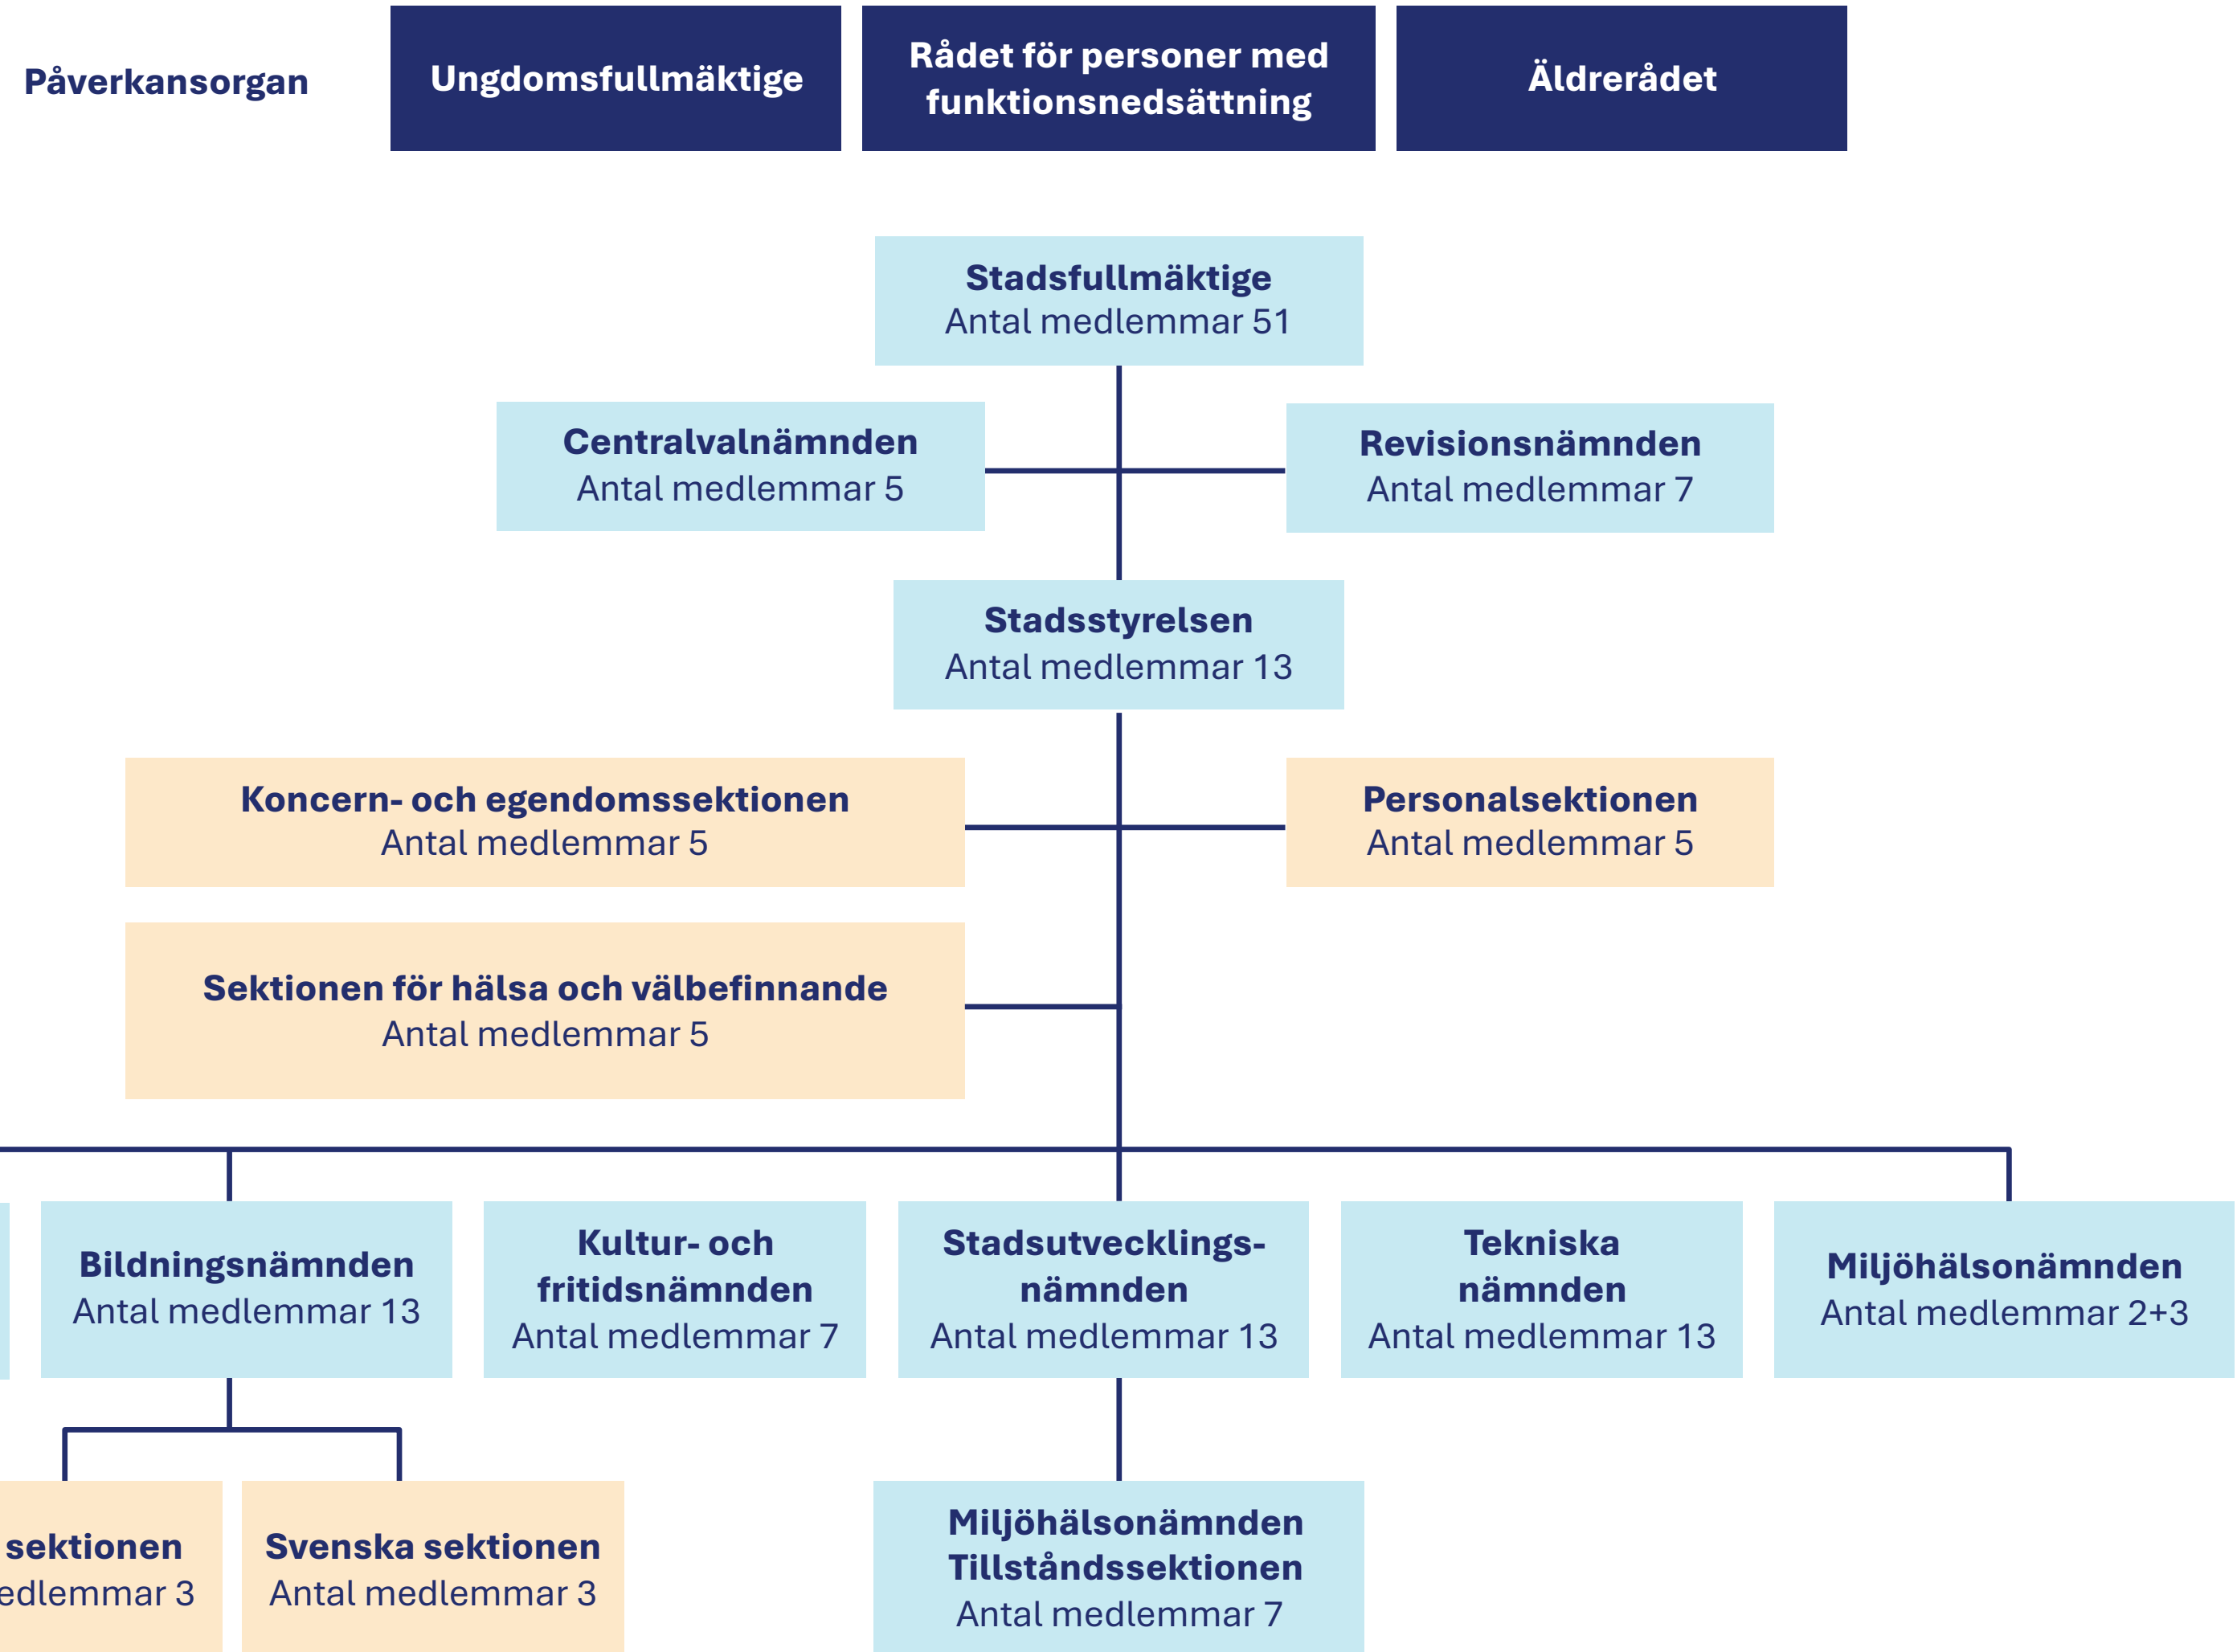 Påverkansorgan
Ungdomsfullmäktige
Rådet för personer med
funktionsnedsättning
Äldrerådet
Stadsfullmäktige
Antal medlemmar 51
Centralvalnämnden
Antal medlemmar 5
Revisionsnämnden
Antal medlemmar 7
Stadsstyrelsen
Antal medlemmar 13
Koncern- och egendomssektionen
Antal medlemmar 5
Personalsektionen
Antal medlemmar 5
Sektionen för hälsa och välbefinnande
Antal medlemmar 5
Bildningsnämnden
Antal medlemmar 13
Kultur- och
fritidsnämnden
Antal medlemmar 7
Stadsutvecklings-
nämnden
Antal medlemmar 13
Tekniska
nämnden
Antal medlemmar 13
Miljöhälsonämnden
Antal medlemmar 2+3
sektionen
edlemmar 3
Svenska sektionen
Antal medlemmar 3
Miljöhälsonämnden
Tillståndssektionen
Antal medlemmar 7